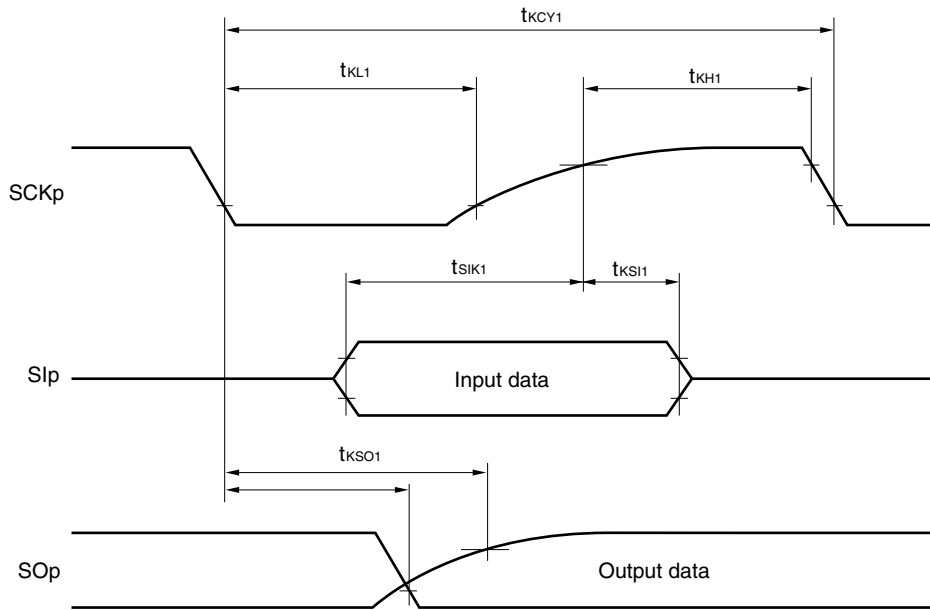 tKCY1
tKL1
tKH1
SCKp
tSIK1
tKSI1
SIp
Input data
tKSO1
SOp
Output data